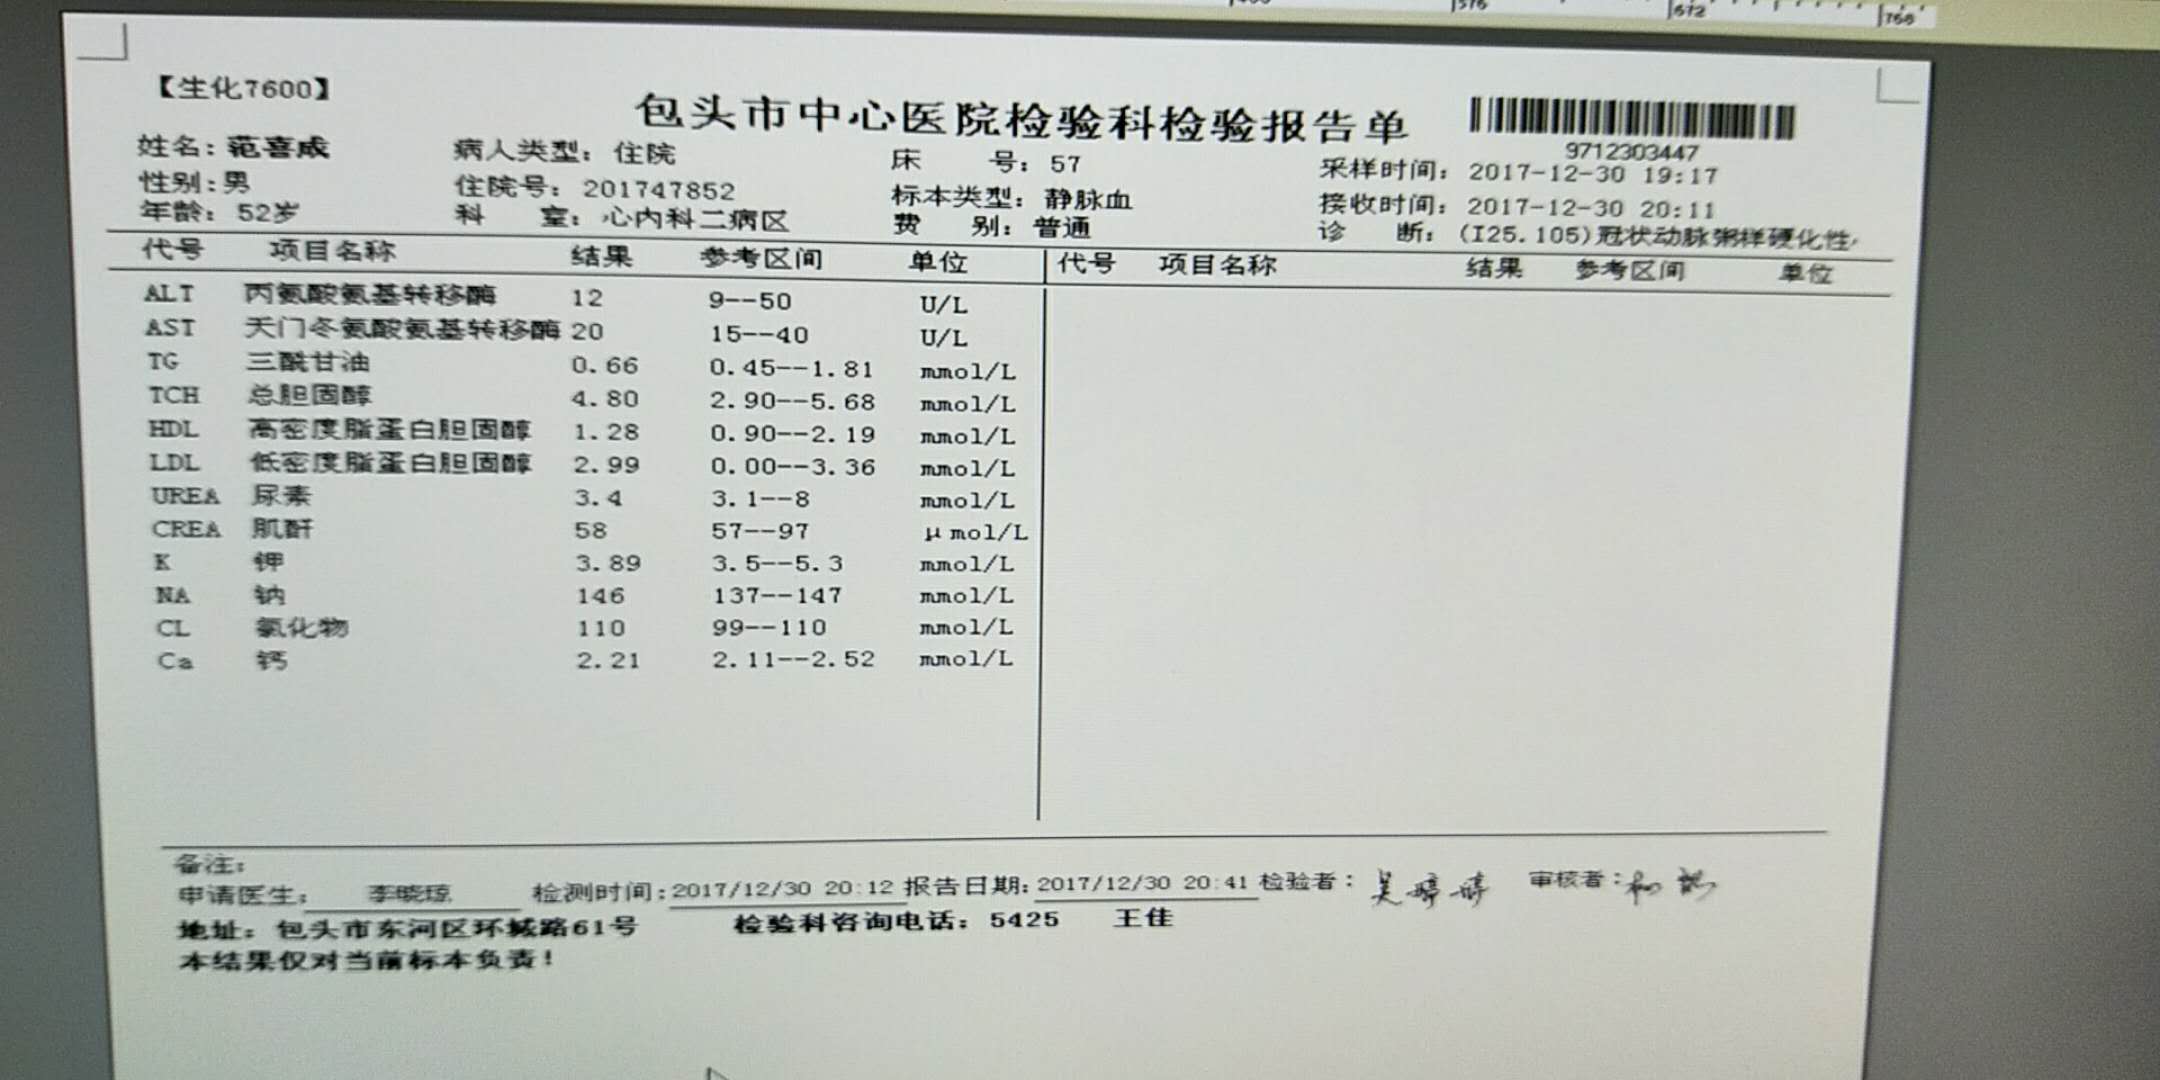 576 672 768
【生化7600】
包头市中心医院检验科检验报告单
9712303447
姓名：范喜成 病人类型：住院 床 号：57 采样时间：2017-12-30 19:17
性别：男 住院号：201747852 标本类型：静脉血 接收时间：2017-12-30 20:11
年龄：52岁 科 室：心内科二病区 费 别：普通 诊 断：(I25.105)冠状动脉粥样硬化性
代号 项目名称 结果 参考区间 单位 代号 项目名称 结果 参考区间 单位
ALT 丙氨酸氨基转移酶 12 9--50 U/L
AST 天门冬氨酸氨基转移酶 20 15--40 U/L
TG 三酰甘油 0.66 0.45--1.81 mmol/L
TCH 总胆固醇 4.80 2.90--5.68 mmol/L
HDL 高密度脂蛋白胆固醇 1.28 0.90--2.19 mmol/L
LDL 低密度脂蛋白胆固醇 2.99 0.00--3.36 mmol/L
UREA 尿素 3.4 3.1--8 mmol/L
CREA 肌酐 58 57--97 μmol/L
K 钾 3.89 3.5--5.3 mmol/L
NA 钠 146 137--147 mmol/L
CL 氯化物 110 99--110 mmol/L
Ca 钙 2.21 2.11--2.52 mmol/L
备注：
申请医生： 李晓琼 检测时间：2017/12/30 20:12 报告日期：2017/12/30 20:41 检验者：吴婷婷 审核者：
地址：包头市东河区环城路61号 检验科咨询电话：5425 王佳
本结果仅对当前标本负责！